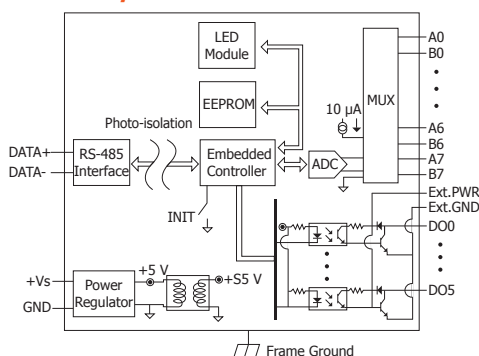 LED
Module
EEPROM
Photo-isolation
DATA+
DATA-
RS-485
Interface
Embedded
Controller
INIT
ADC
10 µA
MUX
A0
B0
A6
B6
A7
B7
Ext.PWR
Ext.GND
DO0
DO5
+Vs
GND
Power
Regulator
+5 V
+S5 V
Frame Ground